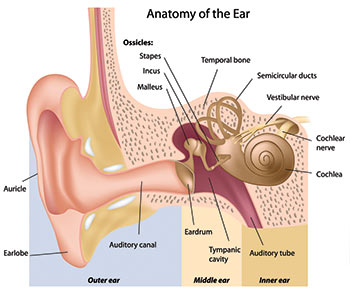 Anatomy of the Ear
Ossicles:
Stapes
Incus
Malleus
Temporal bone
Semicircular ducts
Vestibular nerve
Cochlear
nerve
Cochlea
Auricle
Earlobe
Auditory canal
Eardrum
Tympanic
cavity
Auditory tube
Outer ear
Middle ear
Inner ear